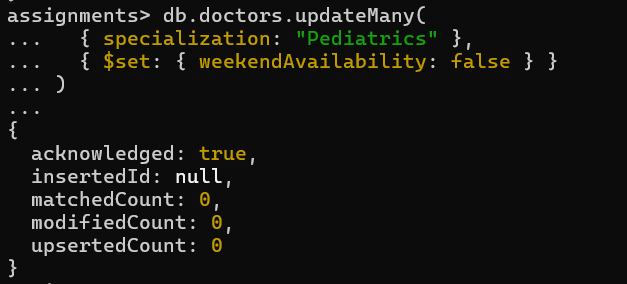 assignments> db.doctors.updateMany(
...   { specialization: "Pediatrics" },
...   { $set: { weekendAvailability: false } }
... )
...
{
  acknowledged: true,
  insertedId: null,
  matchedCount: 0,
  modifiedCount: 0,
  upsertedCount: 0
}